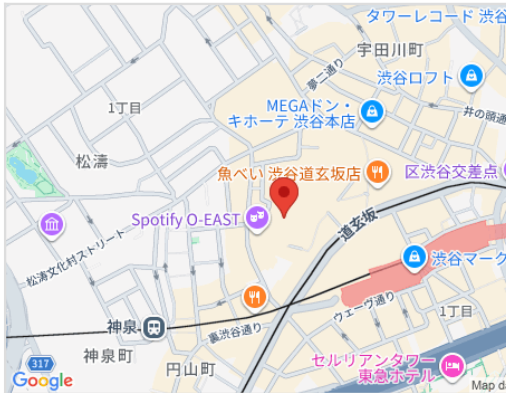 タワーレコード 渋谷
宇田川町
夢二通り
渋谷ロフト
1丁目
MEGAドン・
キホーテ 渋谷本店
井の頭通
松濤
魚べい 渋谷道玄坂店
区渋谷交差点
Spotify O-EAST
道玄坂
松濤文化村ストリート
渋谷マーク
ウェーヴ通り
1丁目
神泉
裏渋谷通り
神泉町
317
円山町
セルリアンタワー
東急ホテル
Google
Map da